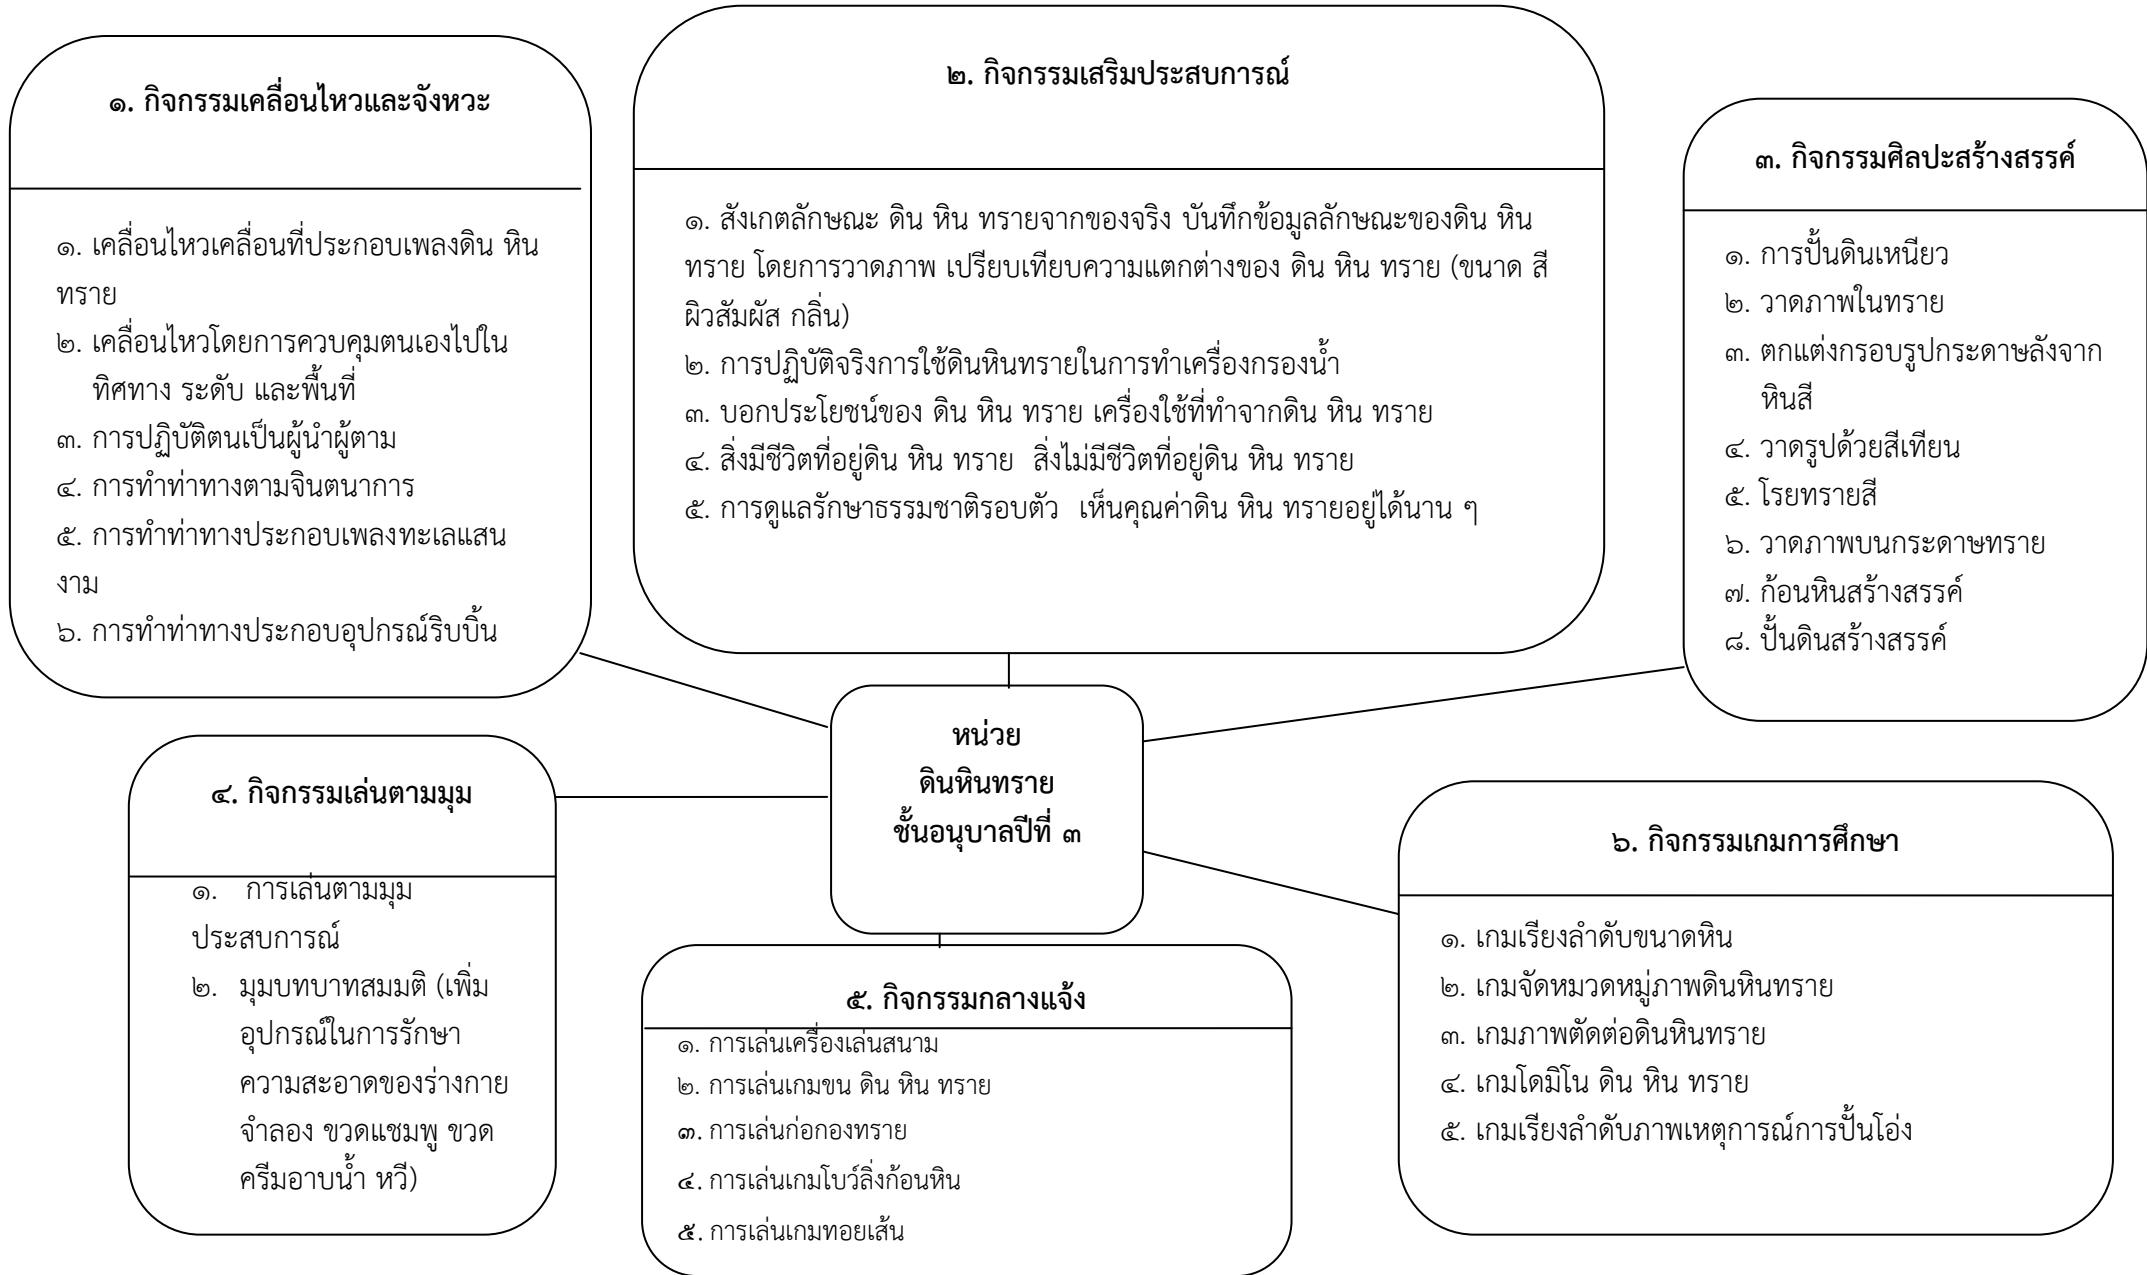 ๑. กิจกรรมเคลื่อนไหวและจังหวะ
๑. เคลื่อนไหวเคลื่อนที่ประกอบเพลงดิน หิน
ทราย
๒. เคลื่อนไหวโดยการควบคุมตนเองไปใน
ทิศทาง ระดับ และพื้นที่
๓. การปฏิบัติตนเป็นผู้นำผู้ตาม
๔. การทำท่าทางตามจินตนาการ
๕. การทำท่าทางประกอบเพลงทะเลแสน
งาม
๖. การทำท่าทางประกอบอุปกรณ์ริบบิ้น
๒. กิจกรรมเสริมประสบการณ์
๑. สังเกตลักษณะ ดิน หิน ทรายจากของจริง บันทึกข้อมูลลักษณะของดิน หิน
ทราย โดยการวาดภาพ เปรียบเทียบความแตกต่างของ ดิน หิน ทราย (ขนาด สี
ผิวสัมผัส กลิ่น)
๒. การปฏิบัติจริงการใช้ดินหินทรายในการทำเครื่องกรองน้ำ
๓. บอกประโยชน์ของ ดิน หิน ทราย เครื่องใช้ที่ทำจากดิน หิน ทราย
๔. สิ่งมีชีวิตที่อยู่ดิน หิน ทราย  สิ่งไม่มีชีวิตที่อยู่ดิน หิน ทราย
๕. การดูแลรักษาธรรมชาติรอบตัว  เห็นคุณค่าดิน หิน ทรายอยู่ได้นาน ๆ
๓. กิจกรรมศิลปะสร้างสรรค์
๑. การปั้นดินเหนียว
๒. วาดภาพในทราย
๓. ตกแต่งกรอบรูปกระดาษลังจาก
หินสี
๔. วาดรูปด้วยสีเทียน
๕. โรยทรายสี
๖. วาดภาพบนกระดาษทราย
๗. ก้อนหินสร้างสรรค์
๘. ปั้นดินสร้างสรรค์
หน่วย
ดินหินทราย
ชั้นอนุบาลปีที่ ๓
๔. กิจกรรมเล่นตามมุม
๑. การเล่นตามมุม
ประสบการณ์
๒. มุมบทบาทสมมติ (เพิ่ม
อุปกรณ์ในการรักษา
ความสะอาดของร่างกาย
จำลอง ขวดแชมพู ขวด
ครีมอาบน้ำ หวี)
๕. กิจกรรมกลางแจ้ง
๑. การเล่นเครื่องเล่นสนาม
๒. การเล่นเกมขน ดิน หิน ทราย
๓. การเล่นก่อกองทราย
๔. การเล่นเกมโบว์ลิ่งก้อนหิน
๕. การเล่นเกมทอยเส้น
๖. กิจกรรมเกมการศึกษา
๑. เกมเรียงลำดับขนาดหิน
๒. เกมจัดหมวดหมู่ภาพดินหินทราย
๓. เกมภาพตัดต่อดินหินทราย
๔. เกมโดมิโน ดิน หิน ทราย
๕. เกมเรียงลำดับภาพเหตุการณ์การปั้นโอ่ง